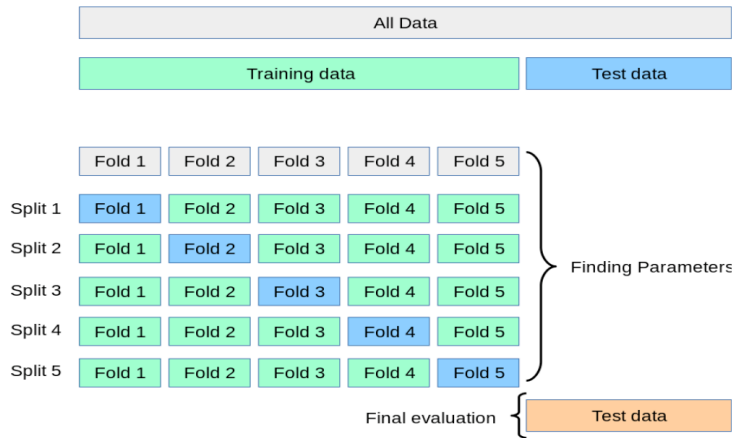 All Data
Training data Test data
Fold 1 Fold 2 Fold 3 Fold 4 Fold 5
Split 1 Fold 1 Fold 2 Fold 3 Fold 4 Fold 5
Split 2 Fold 1 Fold 2 Fold 3 Fold 4 Fold 5
Finding Parameters
Split 3 Fold 1 Fold 2 Fold 3 Fold 4 Fold 5
Split 4 Fold 1 Fold 2 Fold 3 Fold 4 Fold 5
Split 5 Fold 1 Fold 2 Fold 3 Fold 4 Fold 5
Final evaluation Test data